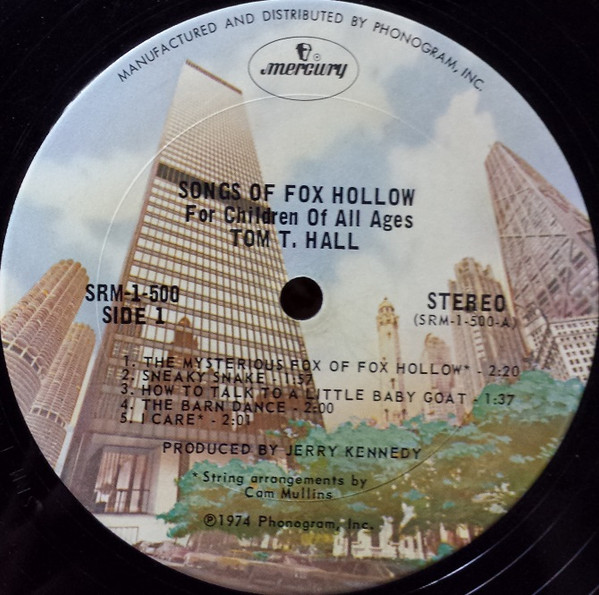 MANUFACTURED AND DISTRIBUTED BY PHONOGRAM, INC.
mercury
SONGS OF FOX HOLLOW
For Children Of All Ages
TOM T. HALL
SRM-1-500
SIDE 1
STEREO
(SRM-1-500-A)
1. THE MYSTERIOUS FOX OF FOX HOLLOW* - 2:20
2. SNEAKY SNAKE - 1:57
3. HOW TO TALK TO A LITTLE BABY GOAT - 1:37
4. THE BARN DANCE - 2:00
5. I CARE* - 2:01
PRODUCED BY JERRY KENNEDY
*String arrangements by
Cam Mullins
℗1974 Phonogram, Inc.